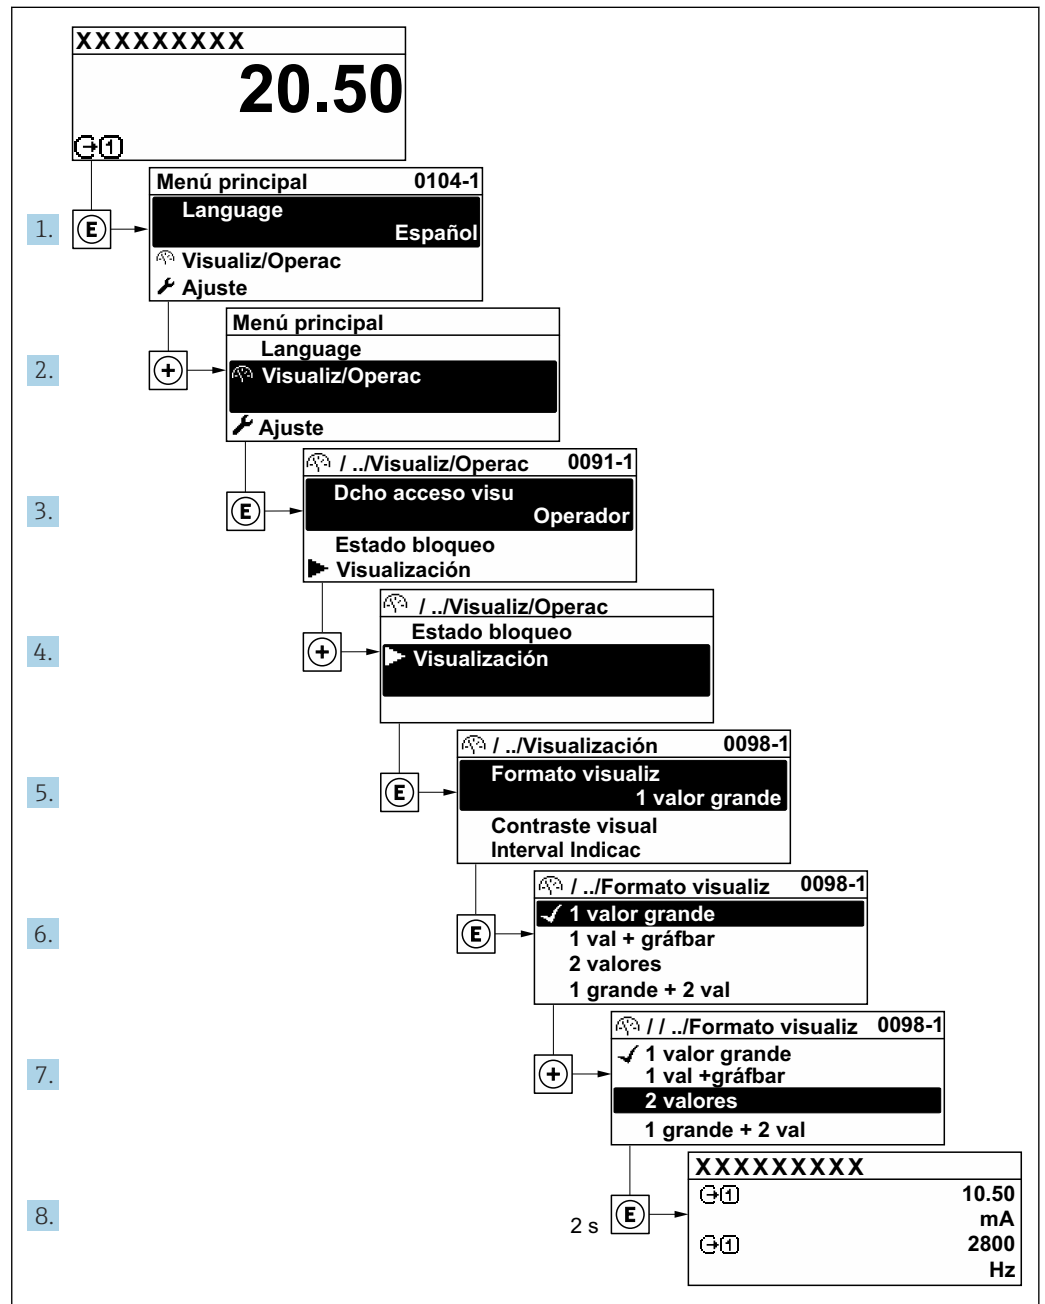 XXXXXXXXX
20.50
1
Menú principal 0104-1
Language
1. E Español
Visualiz/Operac
Ajuste
Menú principal
Language
2. + Visualiz/Operac
Ajuste
/ ../Visualiz/Operac 0091-1
Dcho acceso visu
3. E Operador
Estado bloqueo
Visualización
/ ../Visualiz/Operac
Estado bloqueo
4. + Visualización
/ ../Visualización 0098-1
Formato visualiz
5. E 1 valor grande
Contraste visual
Interval Indicac
/ ../Formato visualiz 0098-1
1 valor grande
6. E 1 val + gráfbar
2 valores
1 grande + 2 val
/ / ../Formato visualiz 0098-1
1 valor grande
7. + 1 val +gráfbar
2 valores
1 grande + 2 val
XXXXXXXXX
1 10.50
8. 2 s E mA
1 2800
Hz